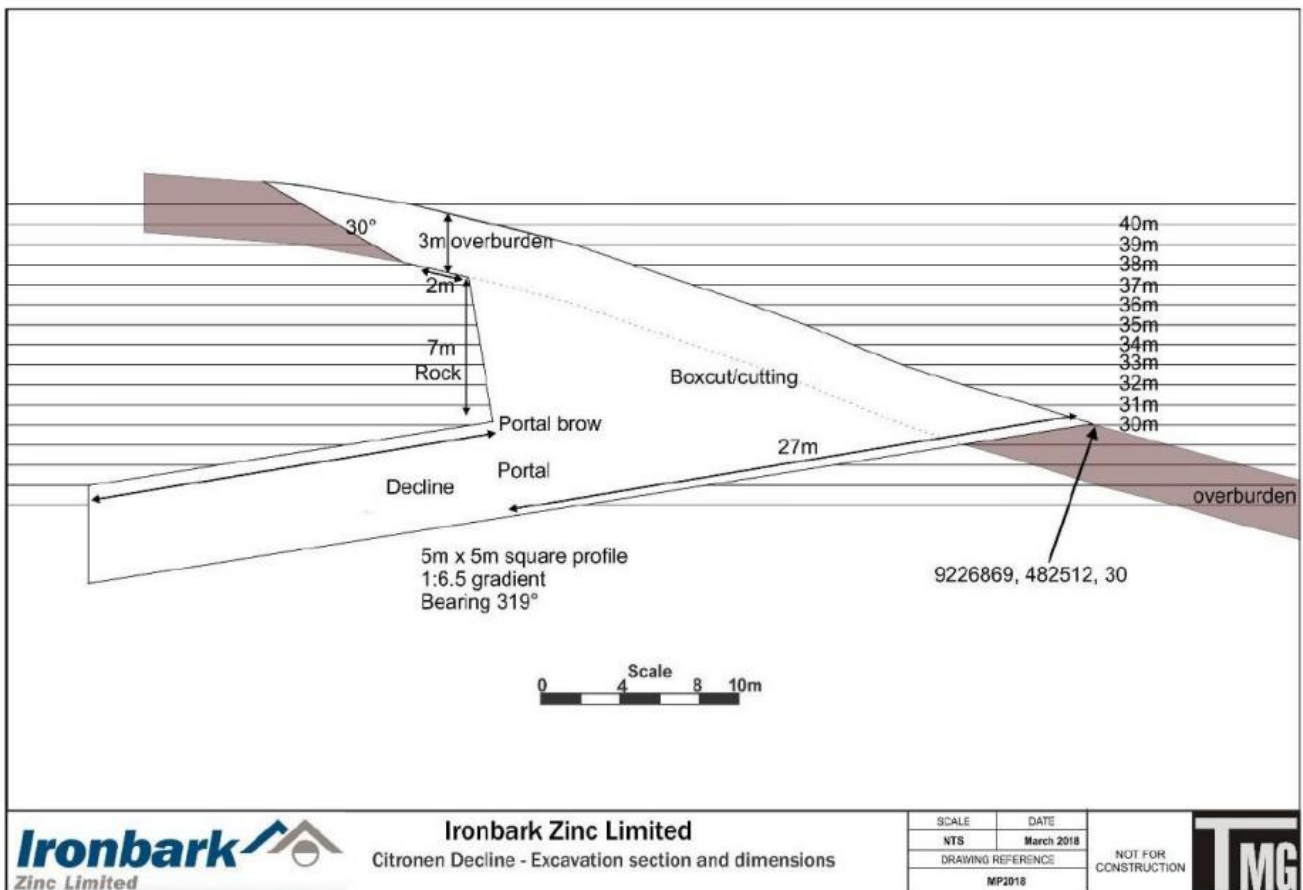 40m
30°
3m overburden
39m
38m
2m
37m
36m
35m
7m
34m
33m
Rock
Boxcut/cutting
32m
31m
Portal brow
30m
27m
Portal
Decline
overburden
5m x 5m square profile
1:6.5 gradient
Bearing 319°
9226869, 482512, 30
Scale
0 4 8 10m
Ironbark
Zinc Limited
Ironbark Zinc Limited
Citronen Decline - Excavation section and dimensions
SCALE DATE
NTS March 2018
DRAWING REFERENCE
MP2018
NOT FOR
CONSTRUCTION
TMG